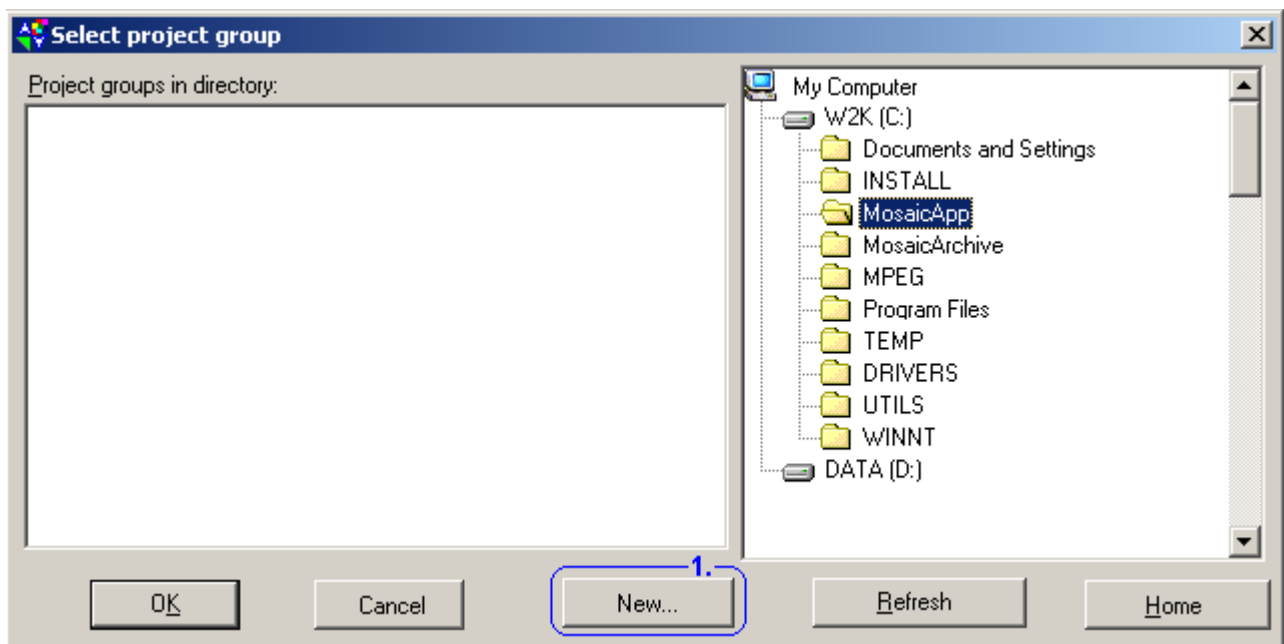 Select project group
Project groups in directory:
My Computer
W2K (C:)
Documents and Settings
INSTALL
MosaicApp
MosaicArchive
MPEG
Program Files
TEMP
DRIVERS
UTILS
WINNT
DATA (D:)
1.
OK
Cancel
New...
Refresh
Home